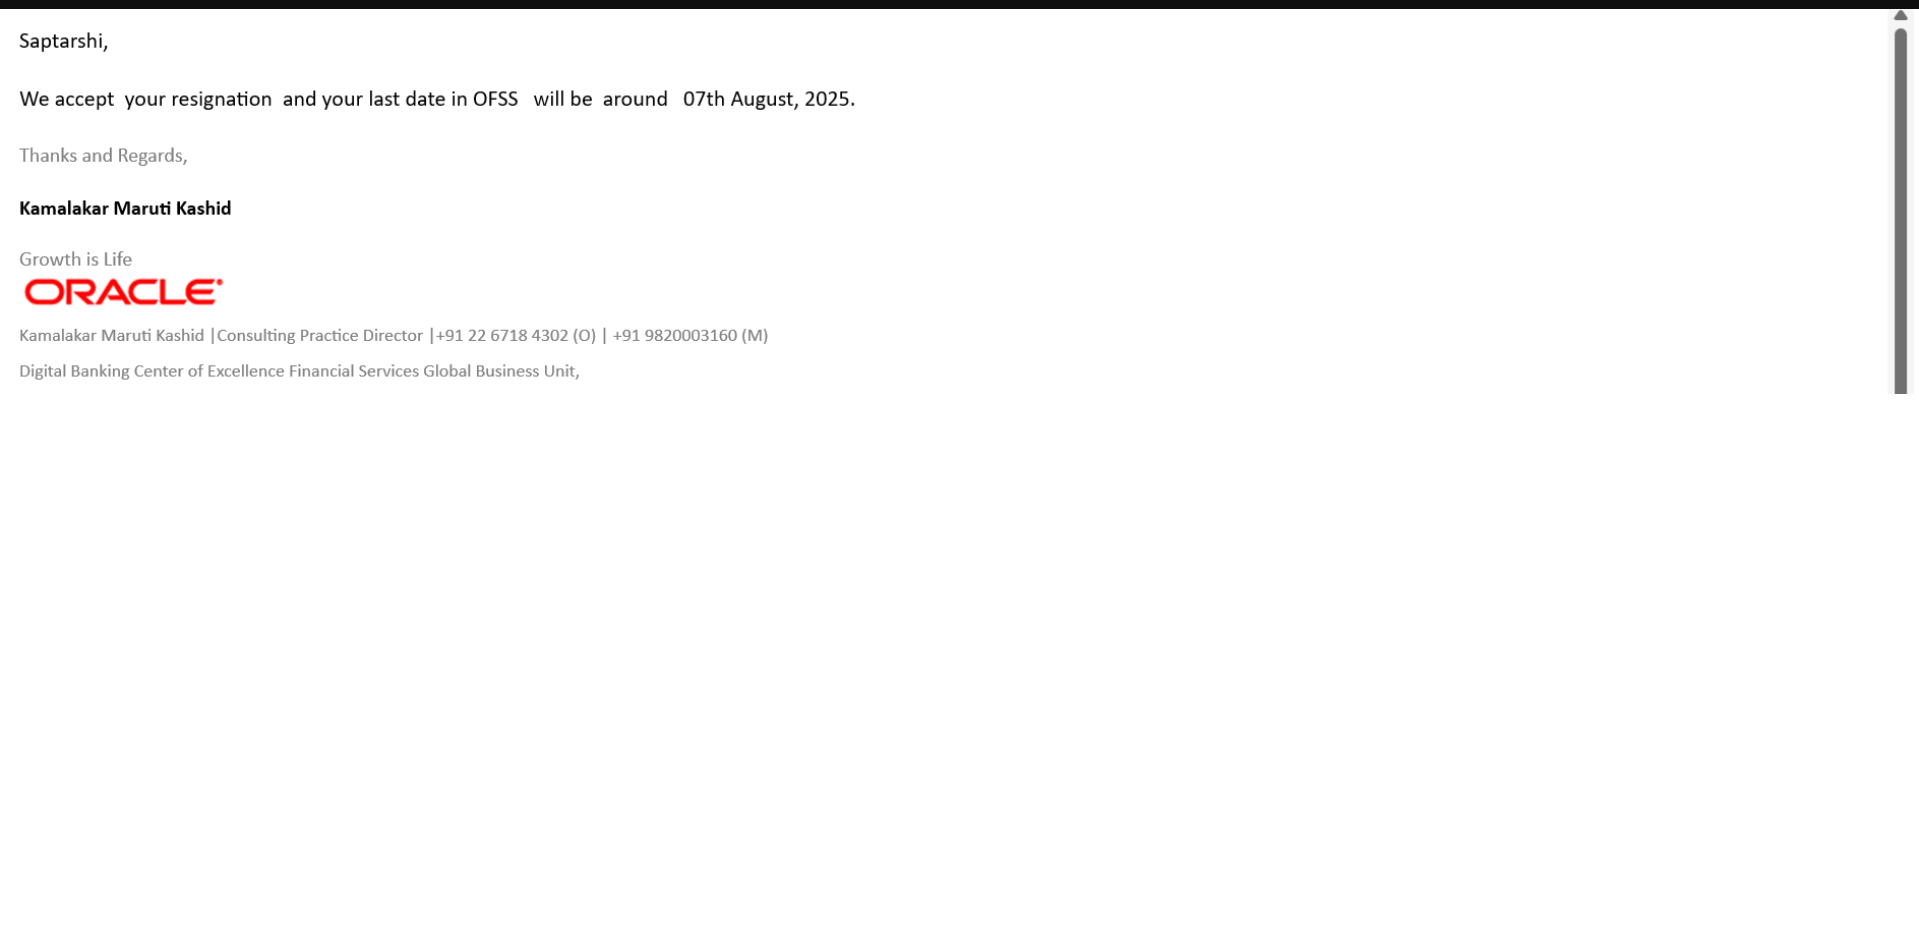 Saptarshi,
We accept your resignation and your last date in OFSS will be around 07th August, 2025.
Thanks and Regards,
Kamalakar Maruti Kashid
Growth is Life
ORACLE®
Kamalakar Maruti Kashid |Consulting Practice Director |+91 22 6718 4302 (O) | +91 9820003160 (M)
Digital Banking Center of Excellence Financial Services Global Business Unit,